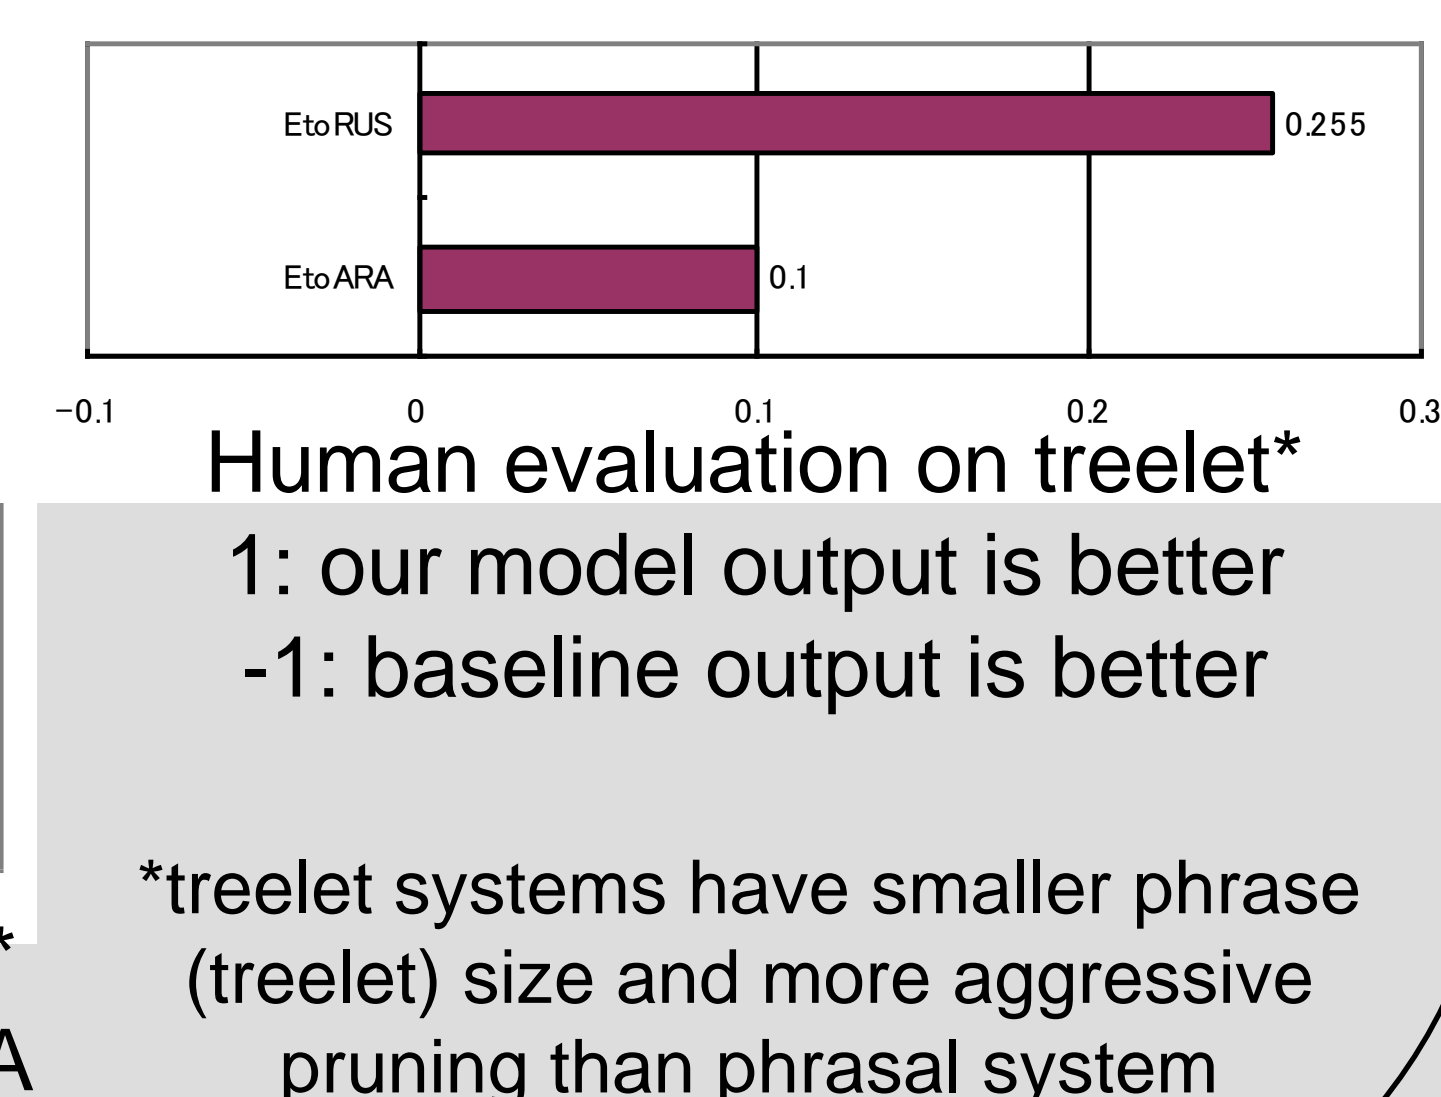 EtoRUS
0.255
EtoARA
0.1
-0.1 0 0.1 0.2 0.3
Human evaluation on treelet*
1: our model output is better
-1: baseline output is better
*treelet systems have smaller phrase
*
(treelet) size and more aggressive
A
pruning than phrasal system